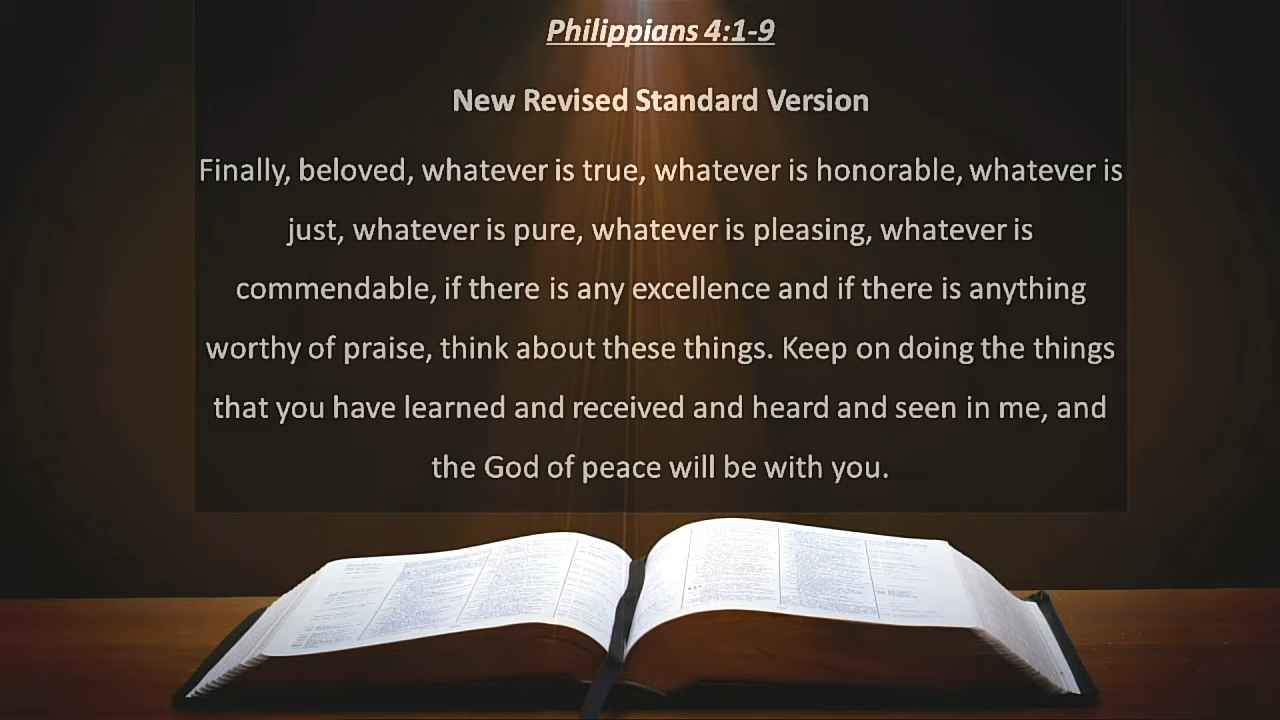 Philippians 4:1-9
New Revised Standard Version
Finally, beloved, whatever is true, whatever is honorable, whatever is
just, whatever is pure, whatever is pleasing, whatever is
commendable, if there is any excellence and if there is anything
worthy of praise, think about these things. Keep on doing the things
that you have learned and received and heard and seen in me, and
the God of peace will be with you.